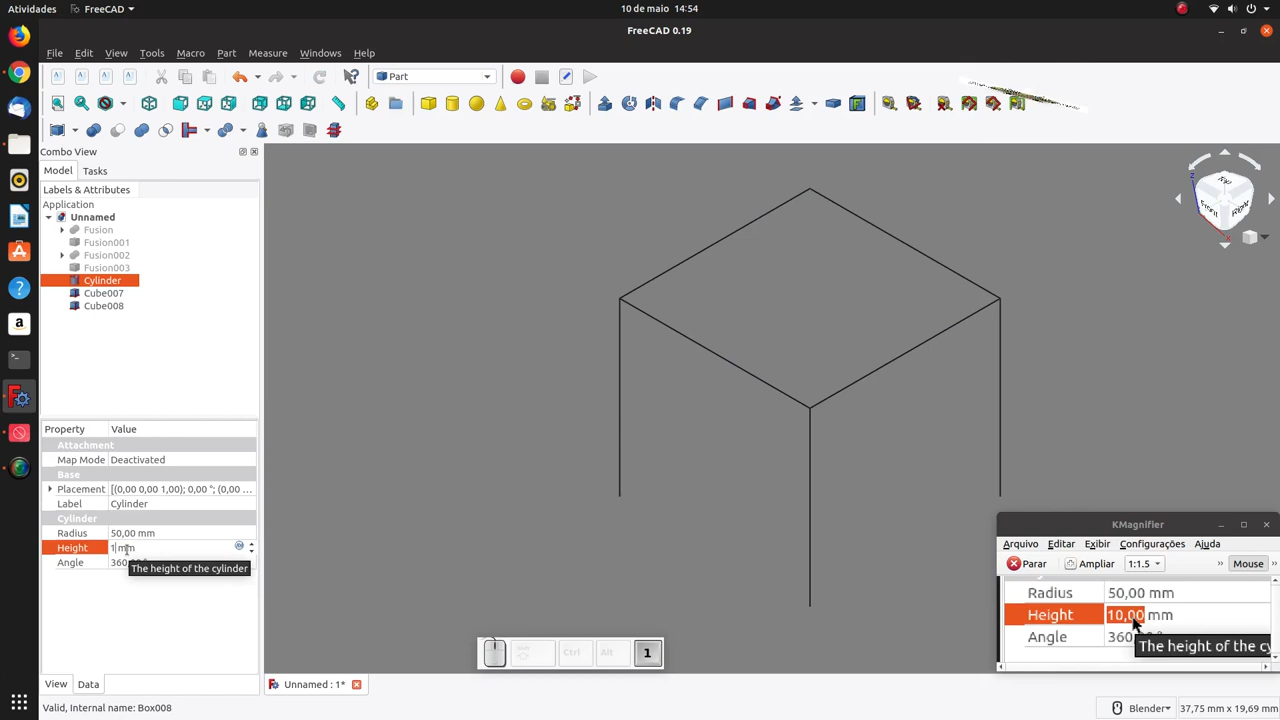 Atividades
FreeCAD
10 de maio 14:54
FreeCAD 0.19
File Edit View Tools Macro Part Measure Windows Help
Part
Combo View
Model Tasks
Labels & Attributes
Application
Unnamed
Fusion
Fusion001
Fusion002
Fusion003
Cylinder
Cube007
Cube008
Property Value
Attachment
Map Mode Deactivated
Base
Placement [(0,00 0,00 1,00); 0,00 °; (0,00 ...
Label Cylinder
Cylinder
Radius 50,00 mm
Height 1 mm
Angle 360
The height of the cylinder
View Data
Ctrl Alt 1
Unnamed : 1*
KMagnifier
Arquivo Editar Exibir Configurações Ajuda
Parar Ampliar 1:1.5 » Mouse »
Radius 50,00 mm
Height 10,00 mm
Angle 360
The height of the cy
Valid, Internal name: Box008
Blender 37,75 mm x 19,69 mm